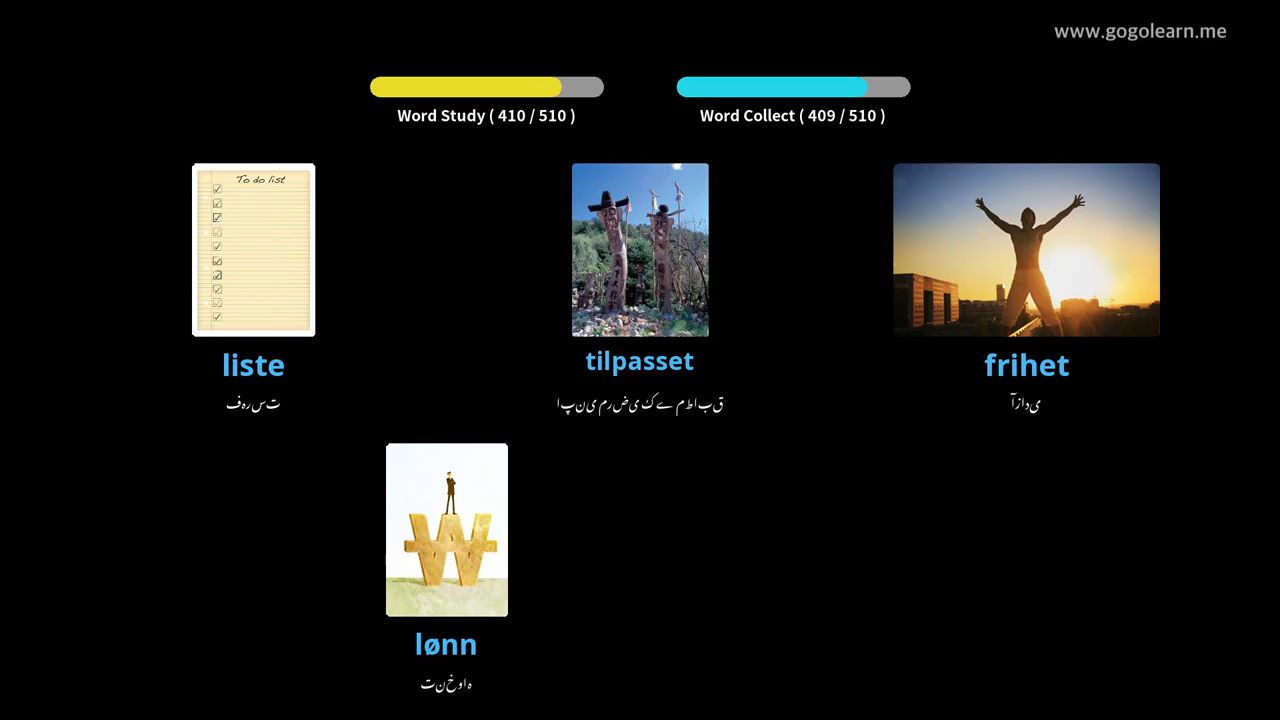 www.gogolearn.me
Word Study ( 410 / 510 )
Word Collect ( 409 / 510 )
To do list
liste
فہرست
tilpasset
اپنی مرضی کے مطابق
frihet
آزادی
lønn
تنخواہ